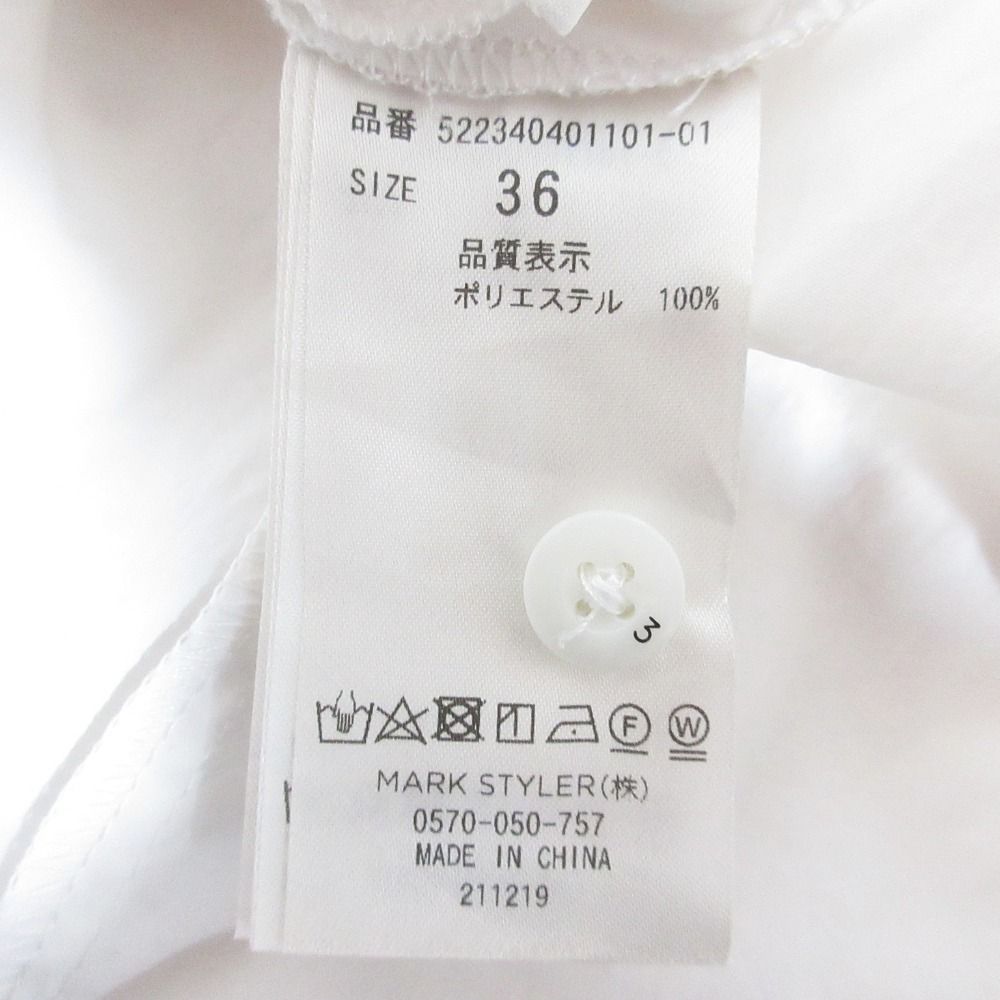 品番 522340401101-01
SIZE 36
品質表示
ポリエステル 100%
3
F W
MARK STYLER(株)
0570-050-757
MADE IN CHINA
211219